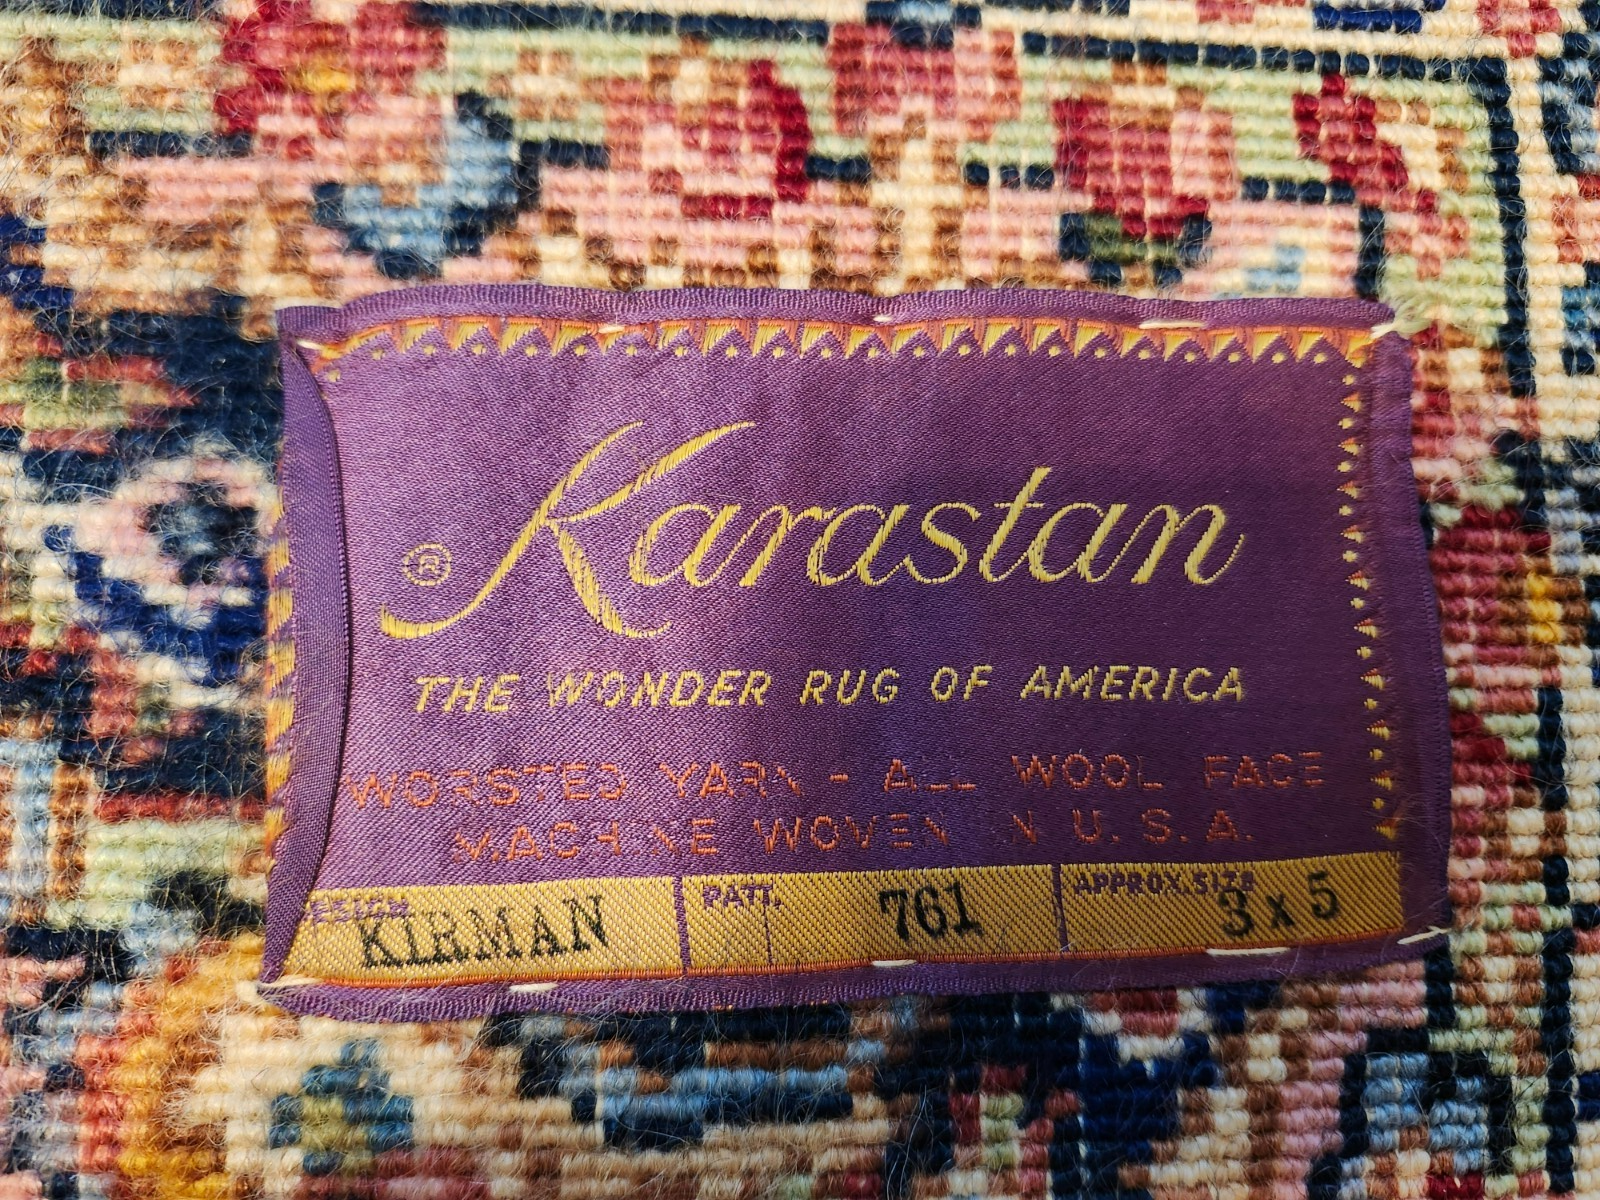 ® Karastan
THE WONDER RUG OF AMERICA
WORSTED YARN - ALL WOOL FACE
MACHINE WOVEN IN U.S.A.
DESIGN KIRMAN PATT. 761 APPROX. SIZE 3 x 5